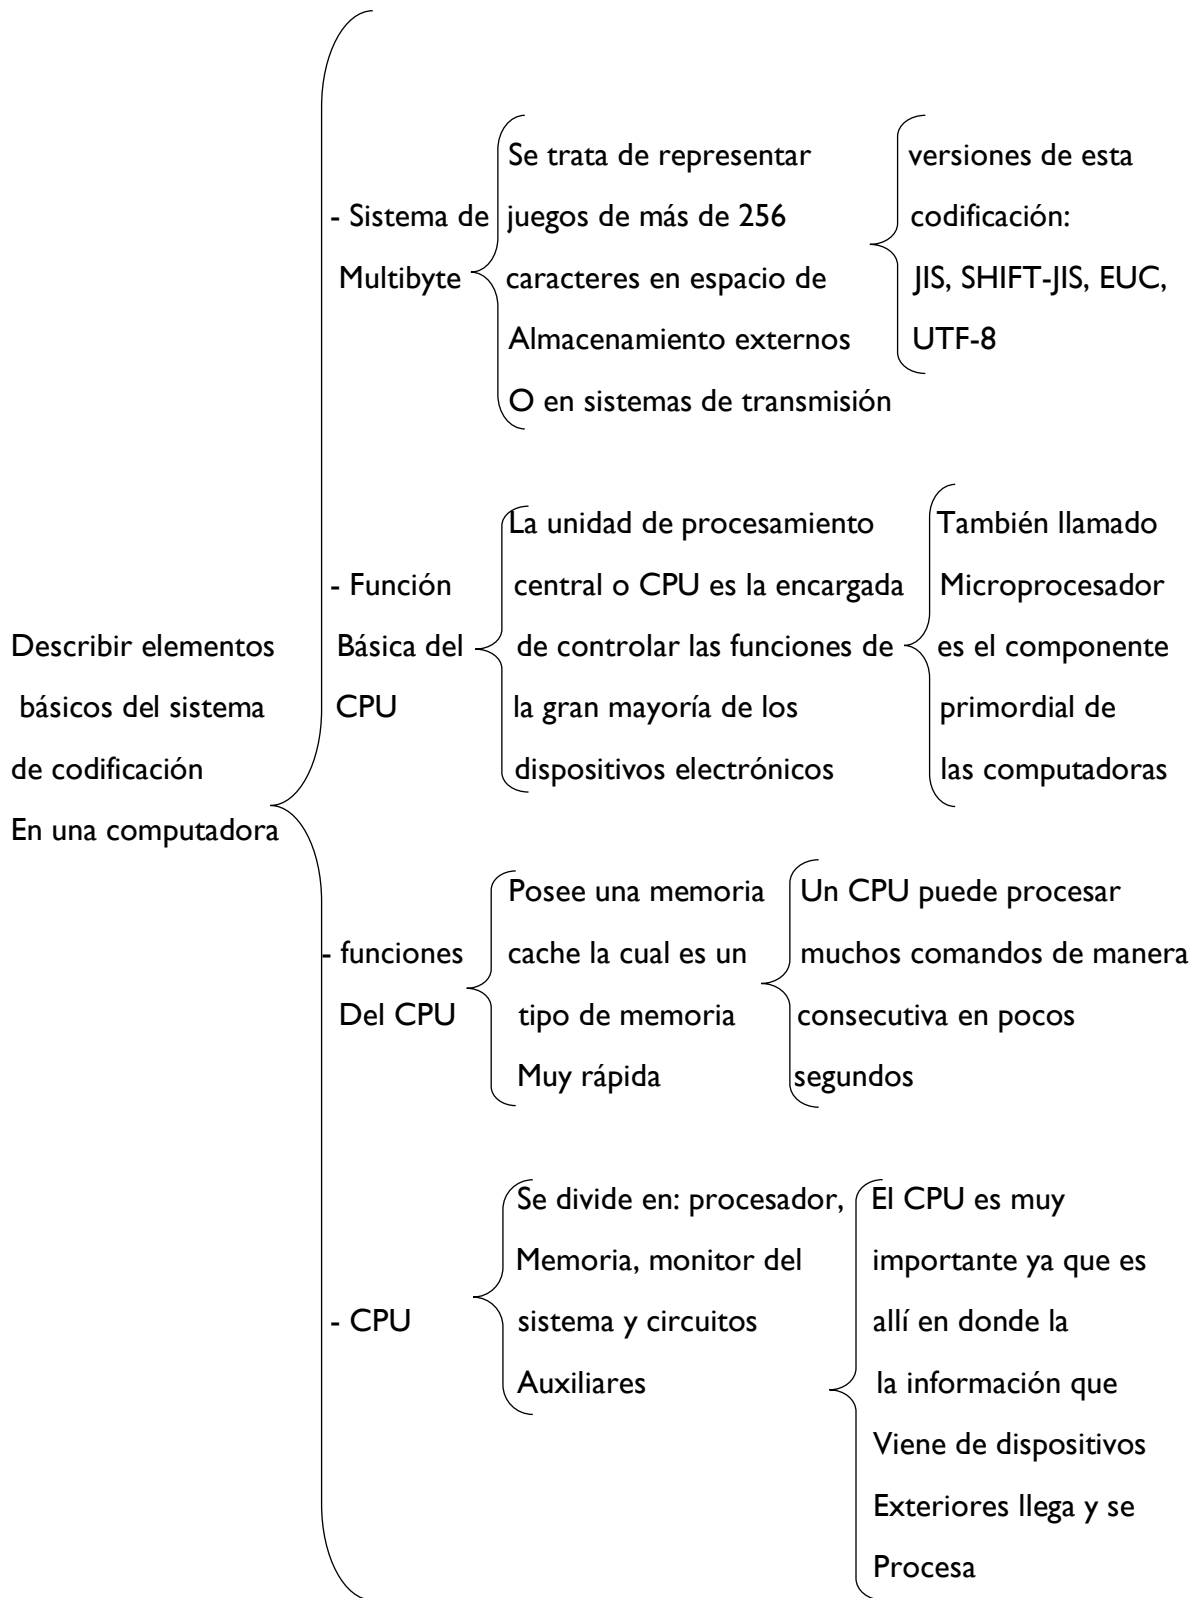 Describir elementos
básicos del sistema
de codificación
En una computadora
- Sistema de
Multibyte
Se trata de representar
juegos de más de 256
caracteres en espacio de
Almacenamiento externos
O en sistemas de transmisión
versiones de esta
codificación:
JIS, SHIFT-JIS, EUC,
UTF-8
- Función
Básica del
CPU
La unidad de procesamiento
central o CPU es la encargada
de controlar las funciones de
la gran mayoría de los
dispositivos electrónicos
También llamado
Microprocesador
es el componente
primordial de
las computadoras
- funciones
Del CPU
Posee una memoria
cache la cual es un
tipo de memoria
Muy rápida
Un CPU puede procesar
muchos comandos de manera
consecutiva en pocos
segundos
- CPU
Se divide en: procesador,
Memoria, monitor del
sistema y circuitos
Auxiliares
El CPU es muy
importante ya que es
allí en donde la
la información que
Viene de dispositivos
Exteriores llega y se
Procesa